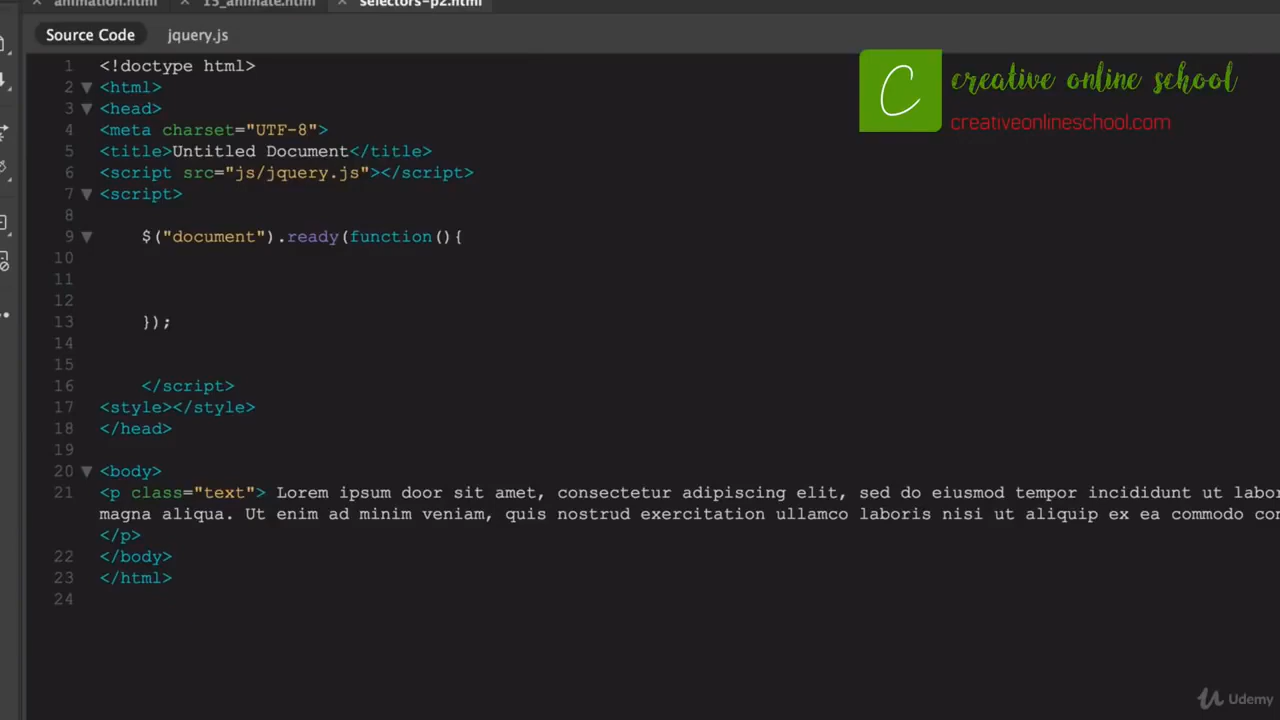 animation.html 13_animate.html selectors-p2.html
Source Code jquery.js
1 <!doctype html>
2 <html>
3 <head>
4 <meta charset="UTF-8">
5 <title>Untitled Document</title>
6 <script src="js/jquery.js"></script>
7 <script>
8
9 $("document").ready(function(){
10
11
12
13 });
14
15
16 </script>
17 <style></style>
18 </head>
19
20 <body>
21 <p class="text"> Lorem ipsum door sit amet, consectetur adipiscing elit, sed do eiusmod tempor incididunt ut labor
magna aliqua. Ut enim ad minim veniam, quis nostrud exercitation ullamco laboris nisi ut aliquip ex ea commodo con
</p>
22 </body>
23 </html>
24
C creative online school
creativeonlineschool.com
Udemy